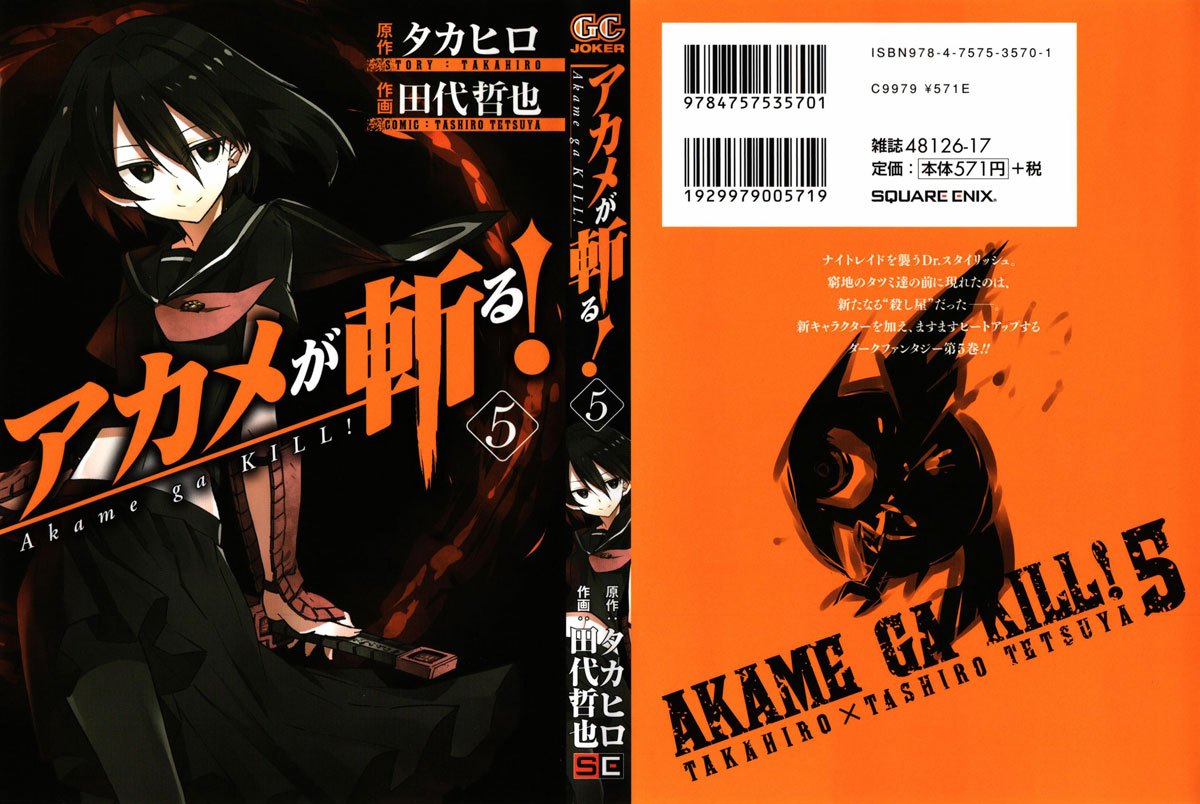 原作 タカヒロ
STORY : TAKAHIRO
作画 田代哲也
COMIC : TASHIRO TETSUYA
アカメが斬る!
Akame ga KILL!
5
GC
JOKER
アカメが斬る!
Akame ga KILL!
5
原作：タカヒロ
作画：田代哲也
SE
9784757535701
ISBN978-4-7575-3570-1
C9979 ¥571E
1929979005719
雑誌 48126-17
定価：本体571円+税
SQUARE ENIX®
ナイトレイドを襲うDr.スタイリッシュ。
窮地のタツミ達の前に現れたのは、
新たなる“殺し屋”だった――
新キャラクターを加え、ますますヒートアップする
ダークファンタジー第5巻!!
AKAME GA KILL! 5
TAKAHIRO×TASHIRO TETSUYA